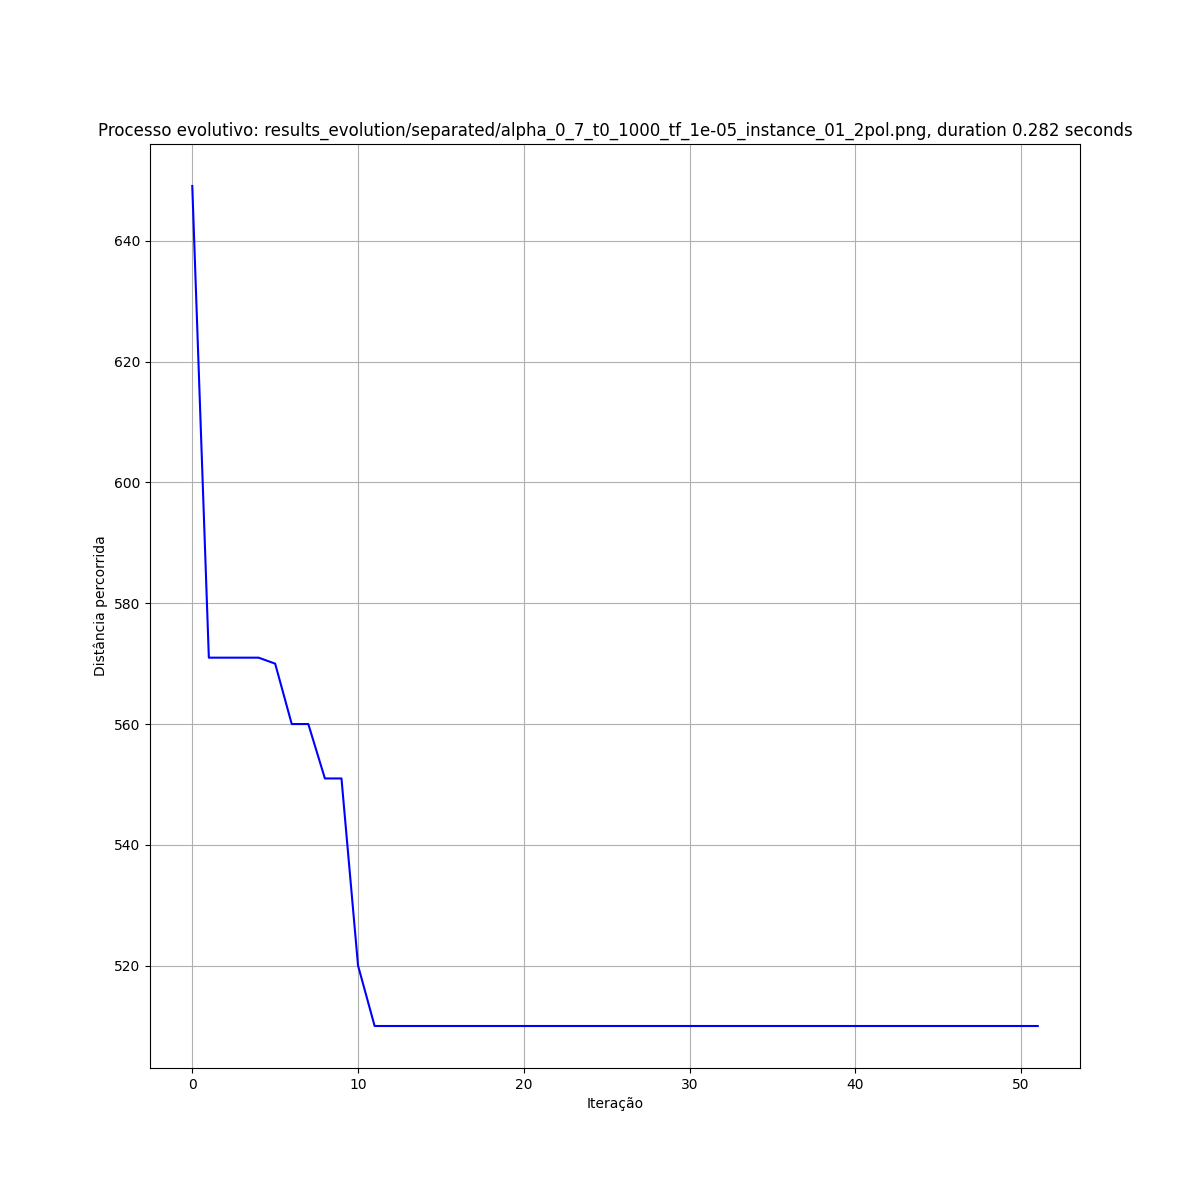 Processo evolutivo: results_evolution/separated/alpha_0_7_t0_1000_tf_1e-05_instance_01_2pol.png, duration 0.282 seconds
640
620
600
580
560
540
520
Distância percorrida
0 10 20 30 40 50
Iteração